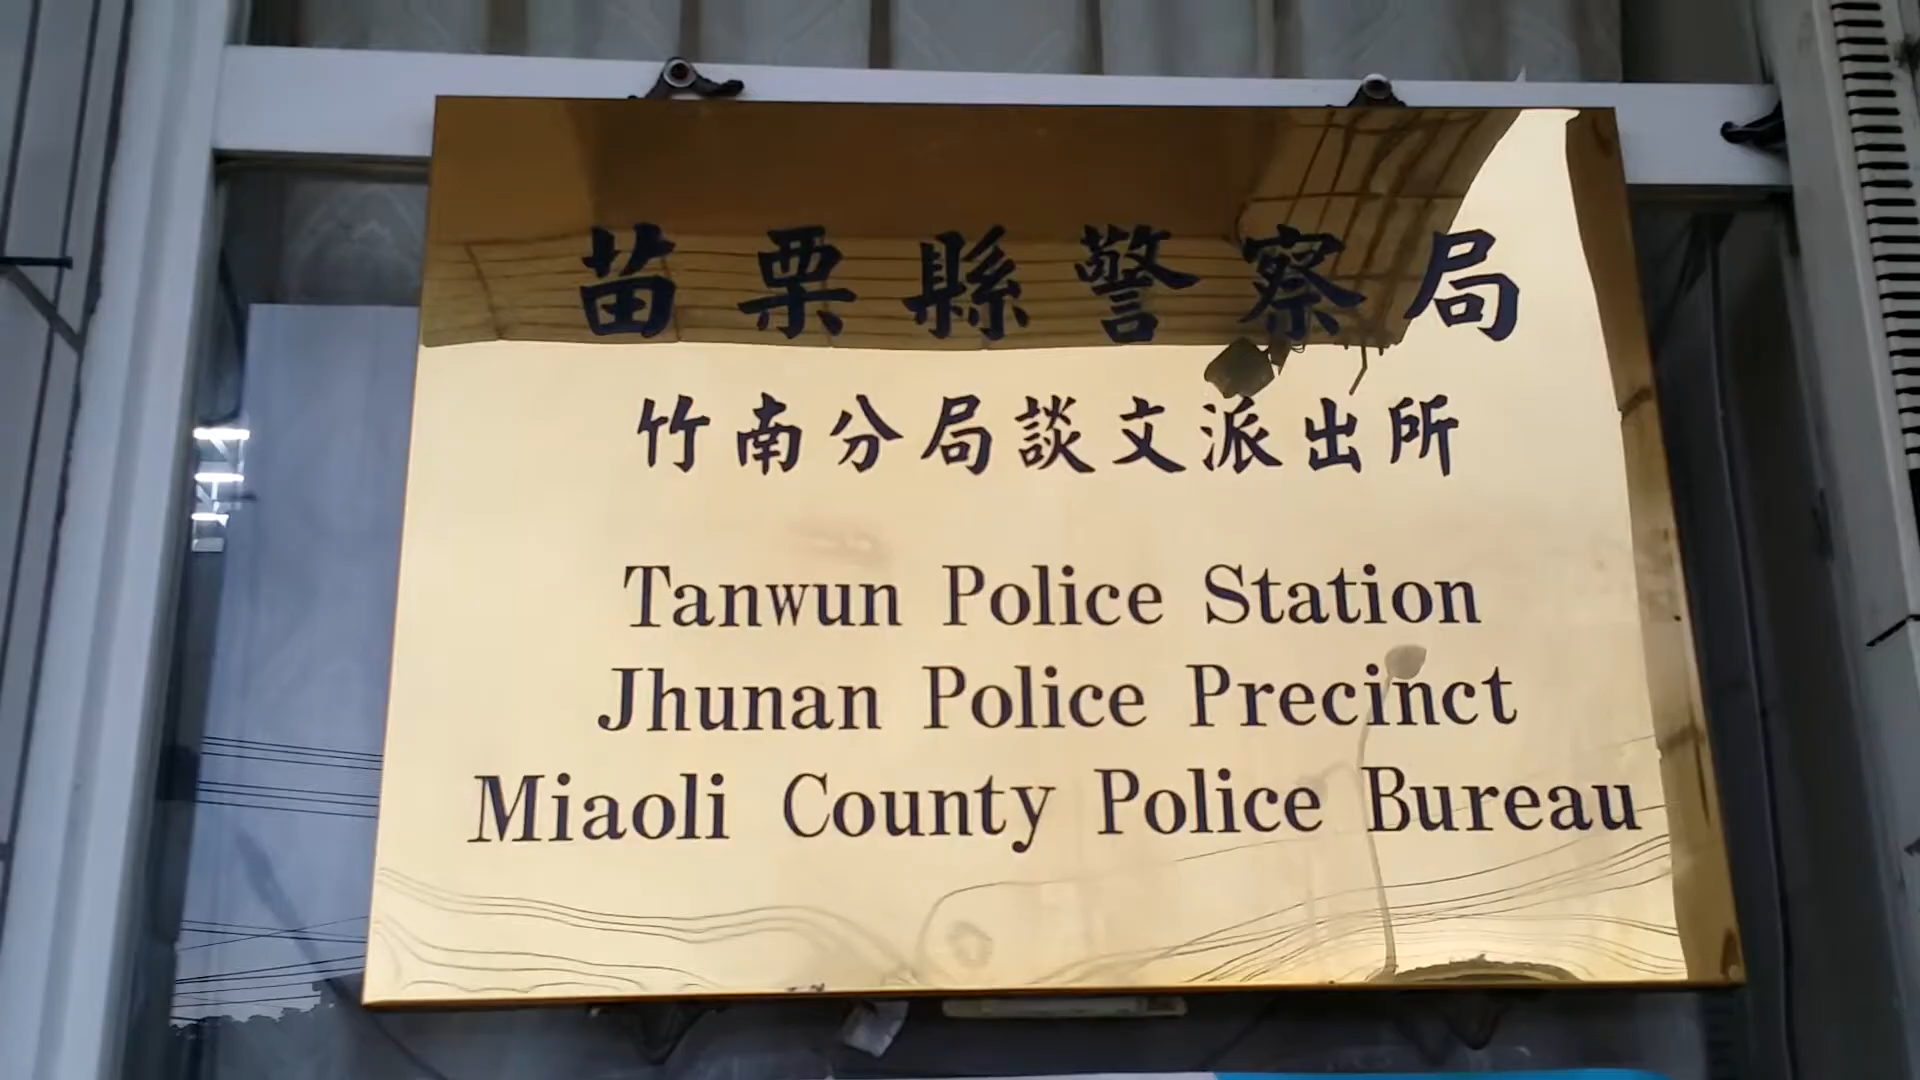 苗栗縣警察局
竹南分局談文派出所
Tanwun Police Station
Jhunan Police Precinct
Miaoli County Police Bureau